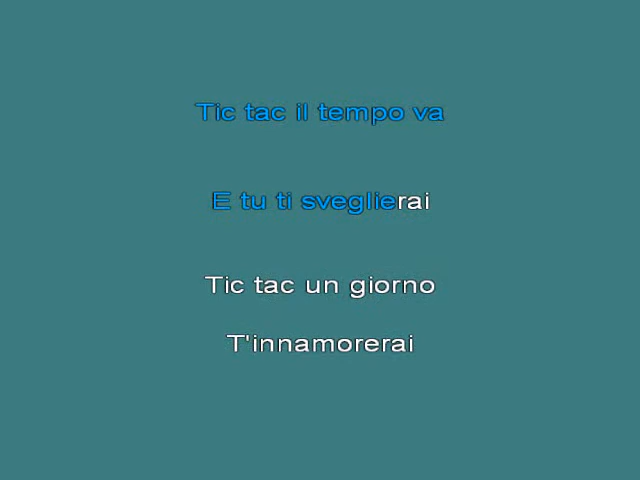 Tic tac il tempo va
E tu ti sveglierai
Tic tac un giorno
T'innamorerai